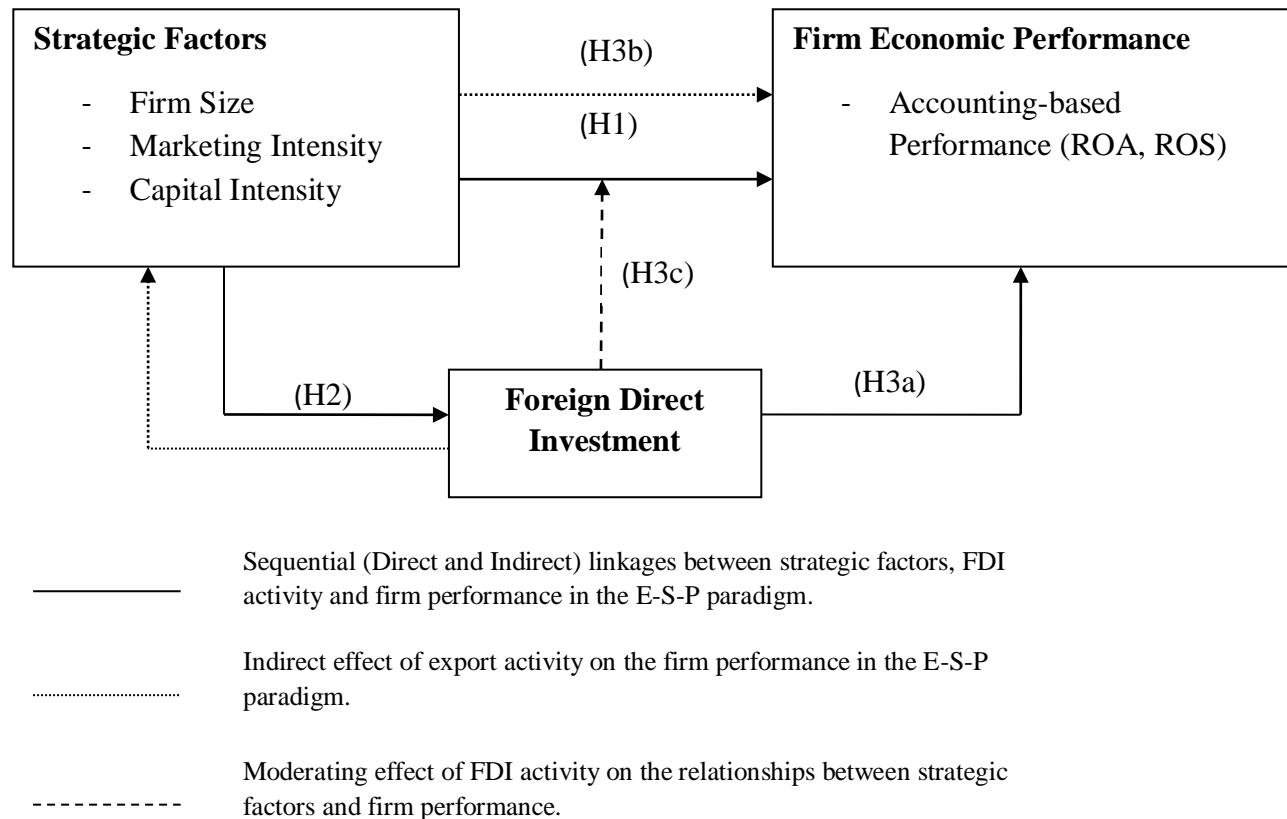 Strategic Factors
- Firm Size
- Marketing Intensity
- Capital Intensity
(H3b)
(H1)
Firm Economic Performance
- Accounting-based
Performance (ROA, ROS)
(H3c)
(H2)
Foreign Direct
Investment
(H3a)
Sequential (Direct and Indirect) linkages between strategic factors, FDI
activity and firm performance in the E-S-P paradigm.
Indirect effect of export activity on the firm performance in the E-S-P
paradigm.
Moderating effect of FDI activity on the relationships between strategic
factors and firm performance.